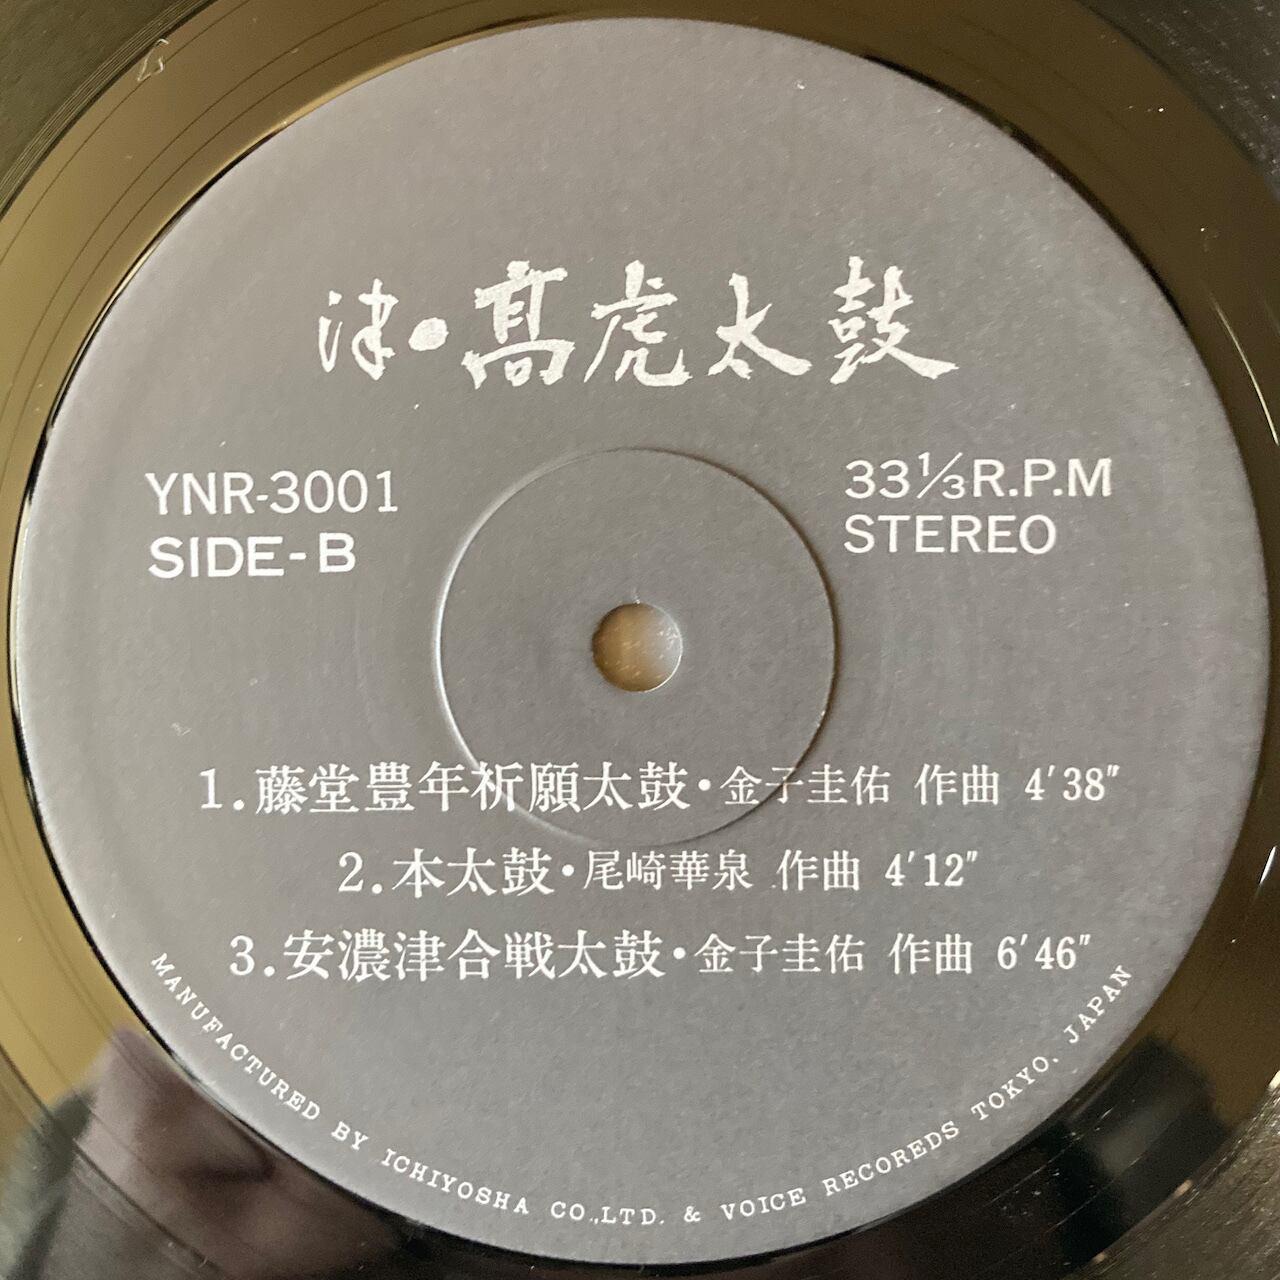 津・髙虎太鼓
YNR-3001
SIDE-B
33⅓R.P.M
STEREO
1.藤堂豊年祈願太鼓・金子圭佑 作曲 4′38″
2.本太鼓・尾崎華泉 作曲 4′12″
3.安濃津合戦太鼓・金子圭佑 作曲 6′46″
MANUFACTURED BY ICHIYOSHA CO.,LTD. & VOICE RECOREDS TOKYO. JAPAN